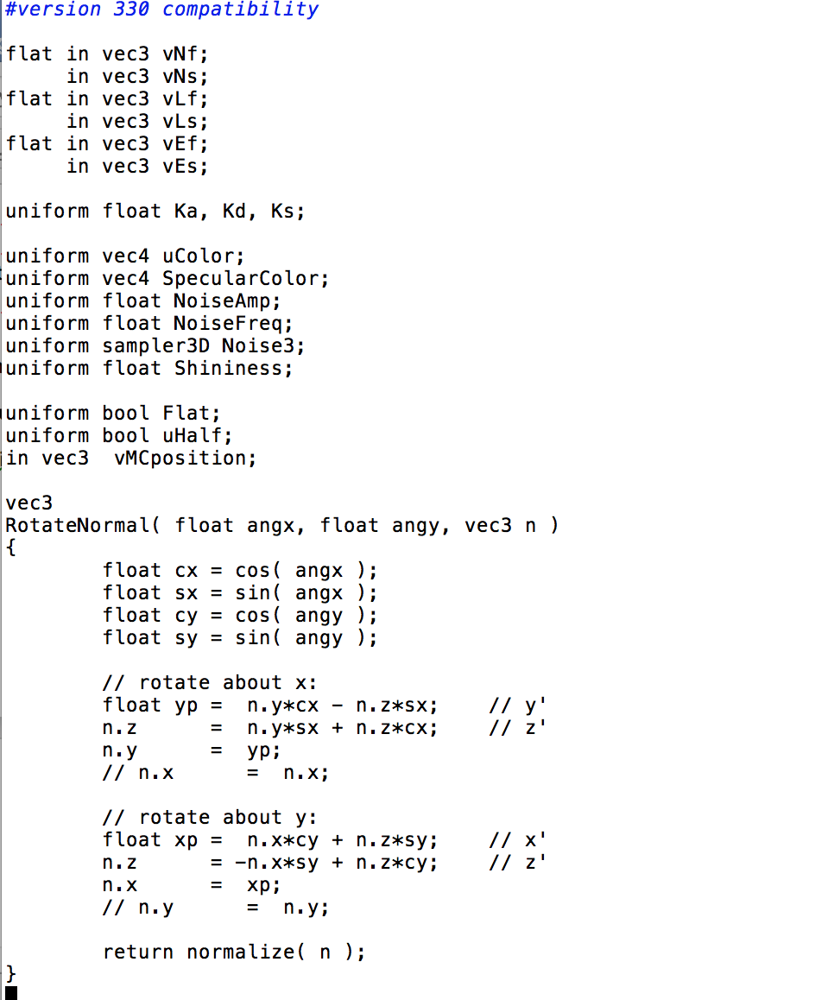 #version 330 compatibility
flat in vec3 vNf;
     in vec3 vNs;
flat in vec3 vLf;
     in vec3 vLs;
flat in vec3 vEf;
     in vec3 vEs;
uniform float Ka, Kd, Ks;
uniform vec4 uColor;
uniform vec4 SpecularColor;
uniform float NoiseAmp;
uniform float NoiseFreq;
uniform sampler3D Noise3;
uniform float Shininess;
uniform bool Flat;
uniform bool uHalf;
in vec3  vMCposition;
vec3
RotateNormal( float angx, float angy, vec3 n )
{
        float cx = cos( angx );
        float sx = sin( angx );
        float cy = cos( angy );
        float sy = sin( angy );
        // rotate about x:
        float yp =  n.y*cx - n.z*sx;    // y'
        n.z      =  n.y*sx + n.z*cx;    // z'
        n.y      =  yp;
        // n.x      =  n.x;
        // rotate about y:
        float xp =  n.x*cy + n.z*sy;    // x'
        n.z      = -n.x*sy + n.z*cy;    // z'
        n.x      =  xp;
        // n.y      =  n.y;
        return normalize( n );
}